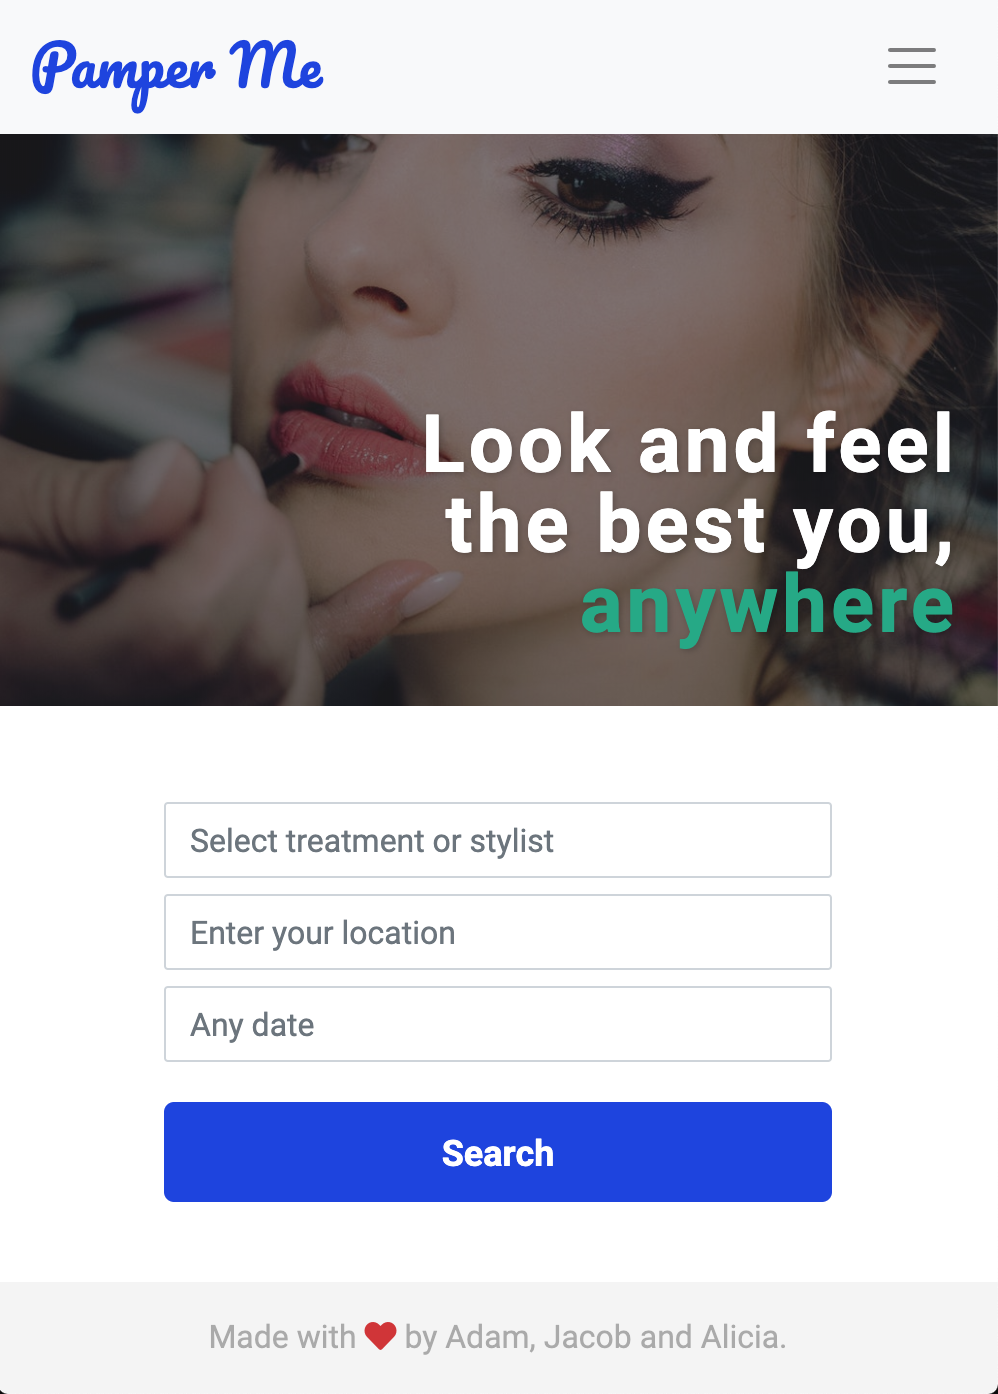 Pamper Me
Look and feel
the best you,
anywhere
Select treatment or stylist
Enter your location
Any date
Search
Made with ❤ by Adam, Jacob and Alicia.